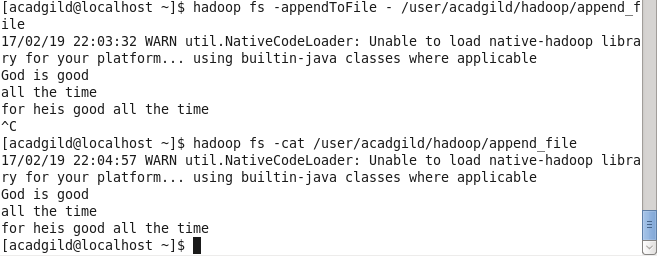 [acadgild@localhost ~]$ hadoop fs -appendToFile - /user/acadgild/hadoop/append_f
ile
17/02/19 22:03:32 WARN util.NativeCodeLoader: Unable to load native-hadoop libra
ry for your platform... using builtin-java classes where applicable
God is good
all the time
for heis good all the time
^C
[acadgild@localhost ~]$ hadoop fs -cat /user/acadgild/hadoop/append_file
17/02/19 22:04:57 WARN util.NativeCodeLoader: Unable to load native-hadoop libra
ry for your platform... using builtin-java classes where applicable
God is good
all the time
for heis good all the time
[acadgild@localhost ~]$